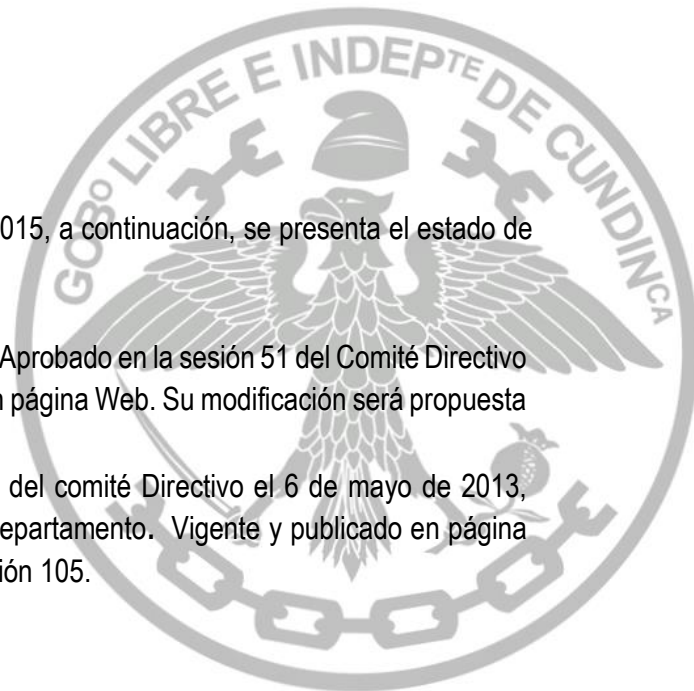 GOBº LIBRE E INDEPTE DE CUNDINCA
015, a continuación, se presenta el estado de
Aprobado en la sesión 51 del Comité Directivo
n página Web. Su modificación será propuesta
del comité Directivo el 6 de mayo de 2013,
epartamento. Vigente y publicado en página
ión 105.